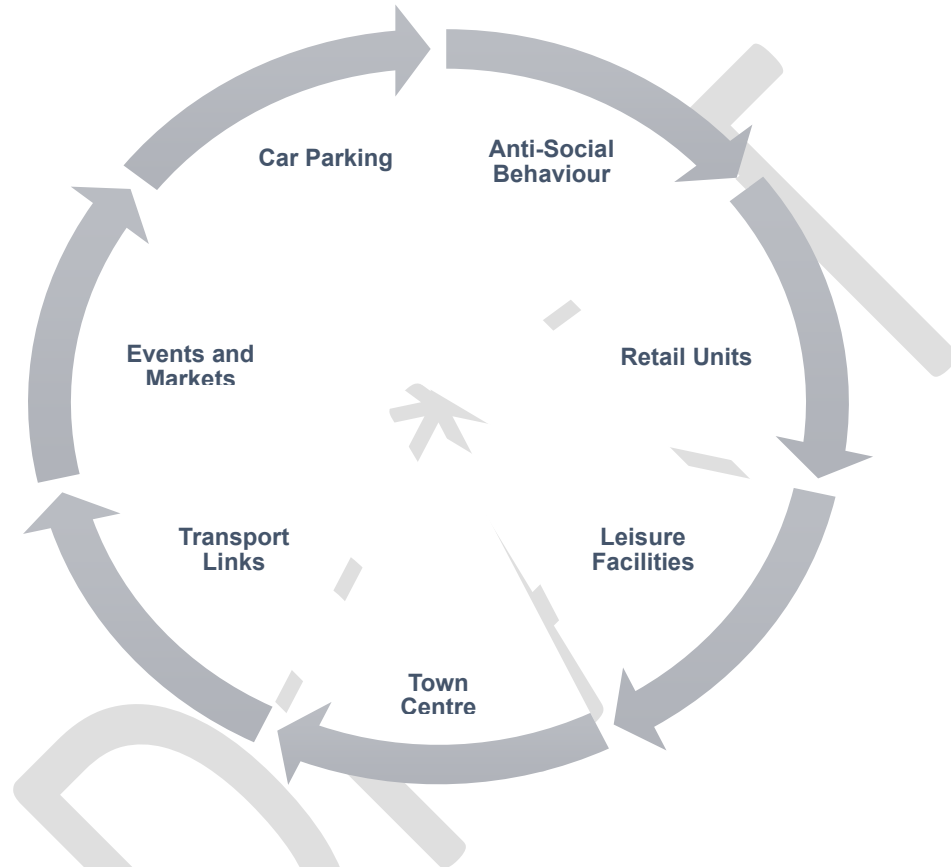 Car Parking
Anti-Social
Behaviour
Retail Units
Leisure
Facilities
Town
Centre
Transport
Links
Events and
Markets